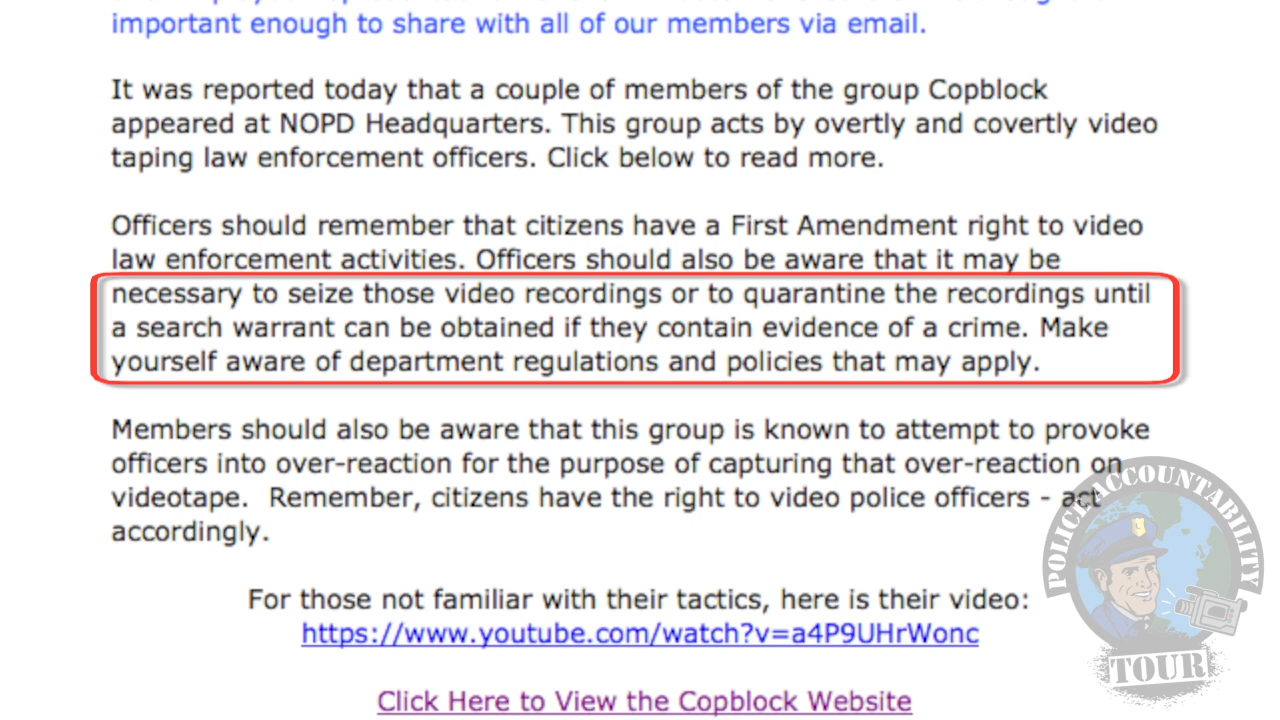 important enough to share with all of our members via email.
It was reported today that a couple of members of the group Copblock
appeared at NOPD Headquarters. This group acts by overtly and covertly video
taping law enforcement officers. Click below to read more.
Officers should remember that citizens have a First Amendment right to video
law enforcement activities. Officers should also be aware that it may be
necessary to seize those video recordings or to quarantine the recordings until
a search warrant can be obtained if they contain evidence of a crime. Make
yourself aware of department regulations and policies that may apply.
Members should also be aware that this group is known to attempt to provoke
officers into over-reaction for the purpose of capturing that over-reaction on
videotape.  Remember, citizens have the right to video police officers - act
accordingly.
For those not familiar with their tactics, here is their video:
https://www.youtube.com/watch?v=a4P9UHrWonc
Click Here to View the Copblock Website
POLICE ACCOUNTABILITY
TOUR